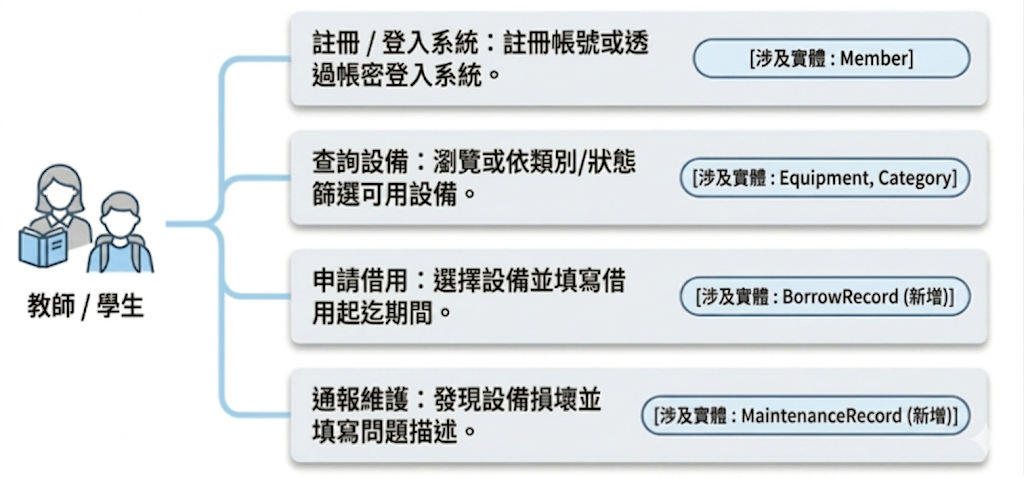 註冊 / 登入系統：註冊帳號或透
過帳密登入系統。
[涉及實體 : Member]
查詢設備：瀏覽或依類別/狀態
篩選可用設備。
[涉及實體 : Equipment, Category]
教師 / 學生
申請借用：選擇設備並填寫借
用起迄期間。
[涉及實體 : BorrowRecord (新增)]
通報維護：發現設備損壞並
填寫問題描述。
[涉及實體 : MaintenanceRecord (新增)]